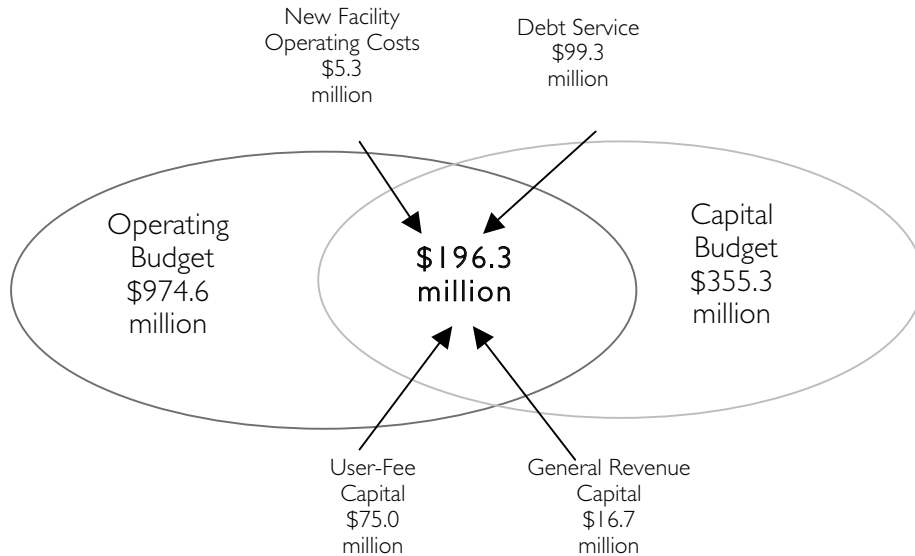 New Facility
Operating Costs
$5.3
million
Debt Service
$99.3
million
Operating
Budget
$974.6
million
$196.3
million
Capital
Budget
$355.3
million
User-Fee
Capital
$75.0
million
General Revenue
Capital
$16.7
million